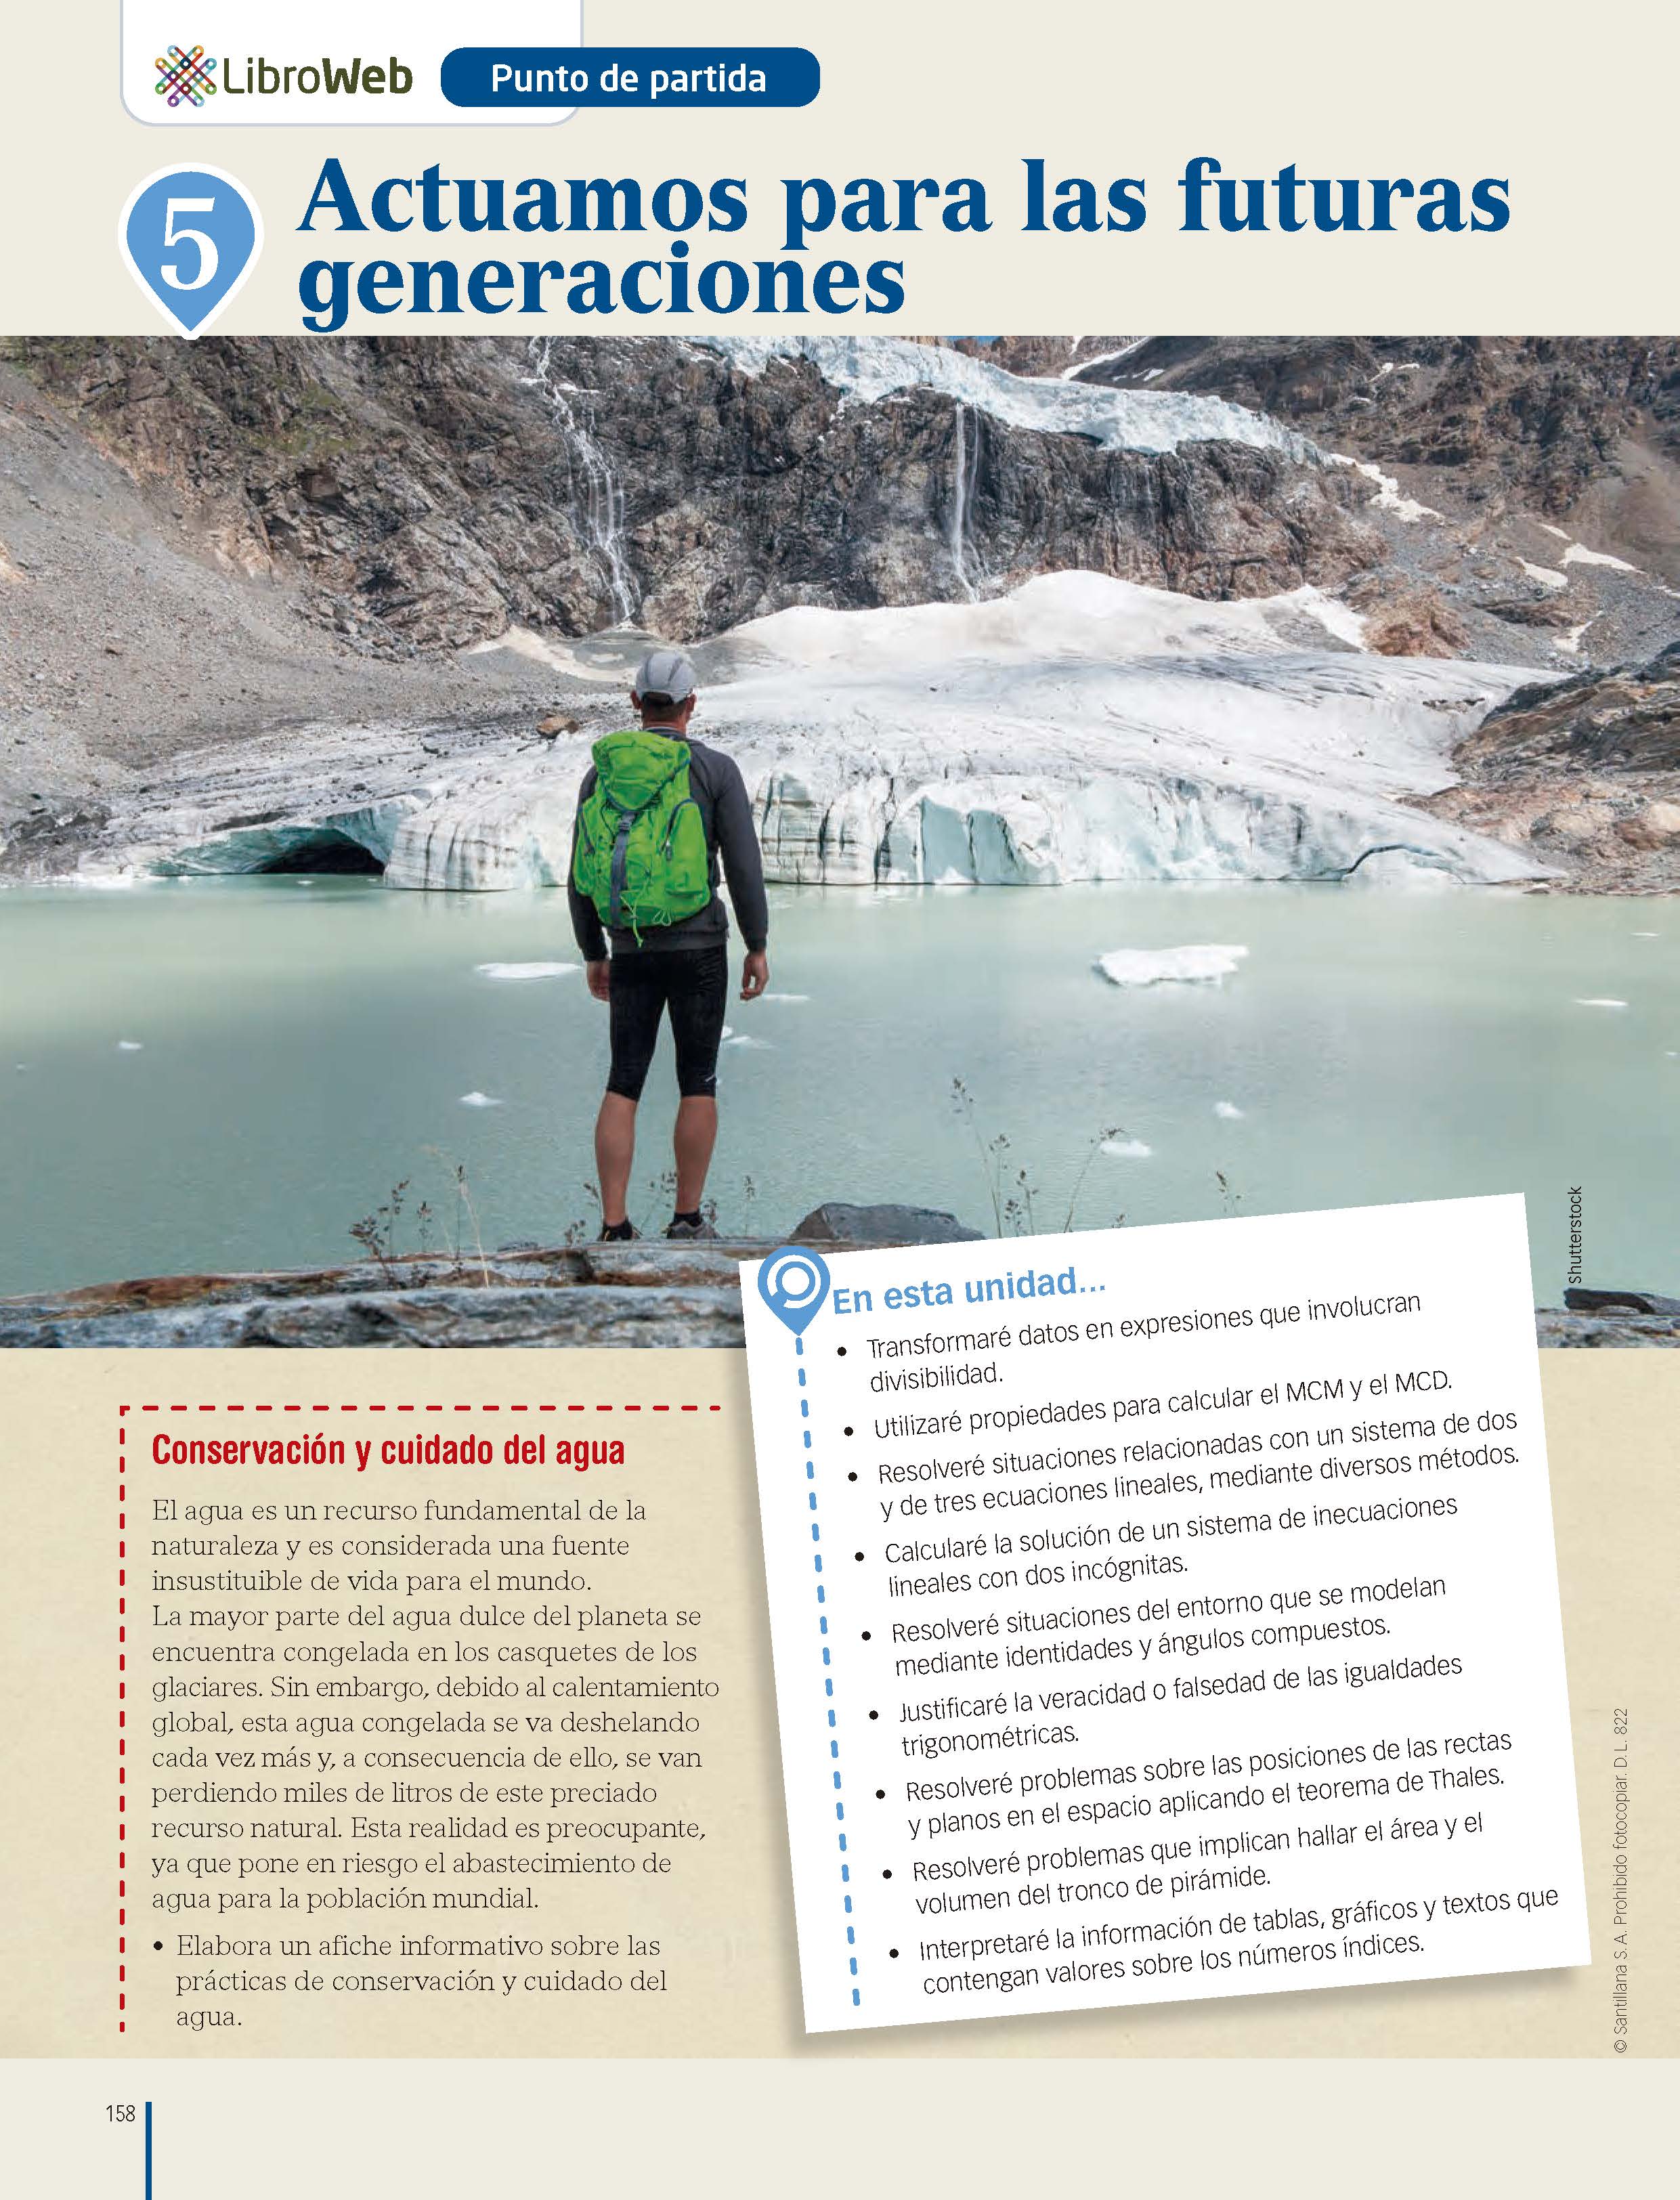 LibroWeb
Punto de partida
5
Actuamos para las futuras
generaciones
Shutterstock
Conservación y cuidado del agua
El agua es un recurso fundamental de la
naturaleza y es considerada una fuente
insustituible de vida para el mundo.
La mayor parte del agua dulce del planeta se
encuentra congelada en los casquetes de los
glaciares. Sin embargo, debido al calentamiento
global, esta agua congelada se va deshelando
cada vez más y, a consecuencia de ello, se van
perdiendo miles de litros de este preciado
recurso natural. Esta realidad es preocupante,
ya que pone en riesgo el abastecimiento de
agua para la población mundial.
• Elabora un afiche informativo sobre las
prácticas de conservación y cuidado del
agua.
En esta unidad...
• Transformaré datos en expresiones que involucran
divisibilidad.
• Utilizaré propiedades para calcular el MCM y el MCD.
• Resolveré situaciones relacionadas con un sistema de dos
y de tres ecuaciones lineales, mediante diversos métodos.
• Calcularé la solución de un sistema de inecuaciones
lineales con dos incógnitas.
• Resolveré situaciones del entorno que se modelan
mediante identidades y ángulos compuestos.
• Justificaré la veracidad o falsedad de las igualdades
trigonométricas.
• Resolveré problemas sobre las posiciones de las rectas
y planos en el espacio aplicando el teorema de Thales.
• Resolveré problemas que implican hallar el área y el
volumen del tronco de pirámide.
• Interpretaré la información de tablas, gráficos y textos que
contengan valores sobre los números índices.
© Santillana S. A. Prohibido fotocopiar. D. L. 822
158